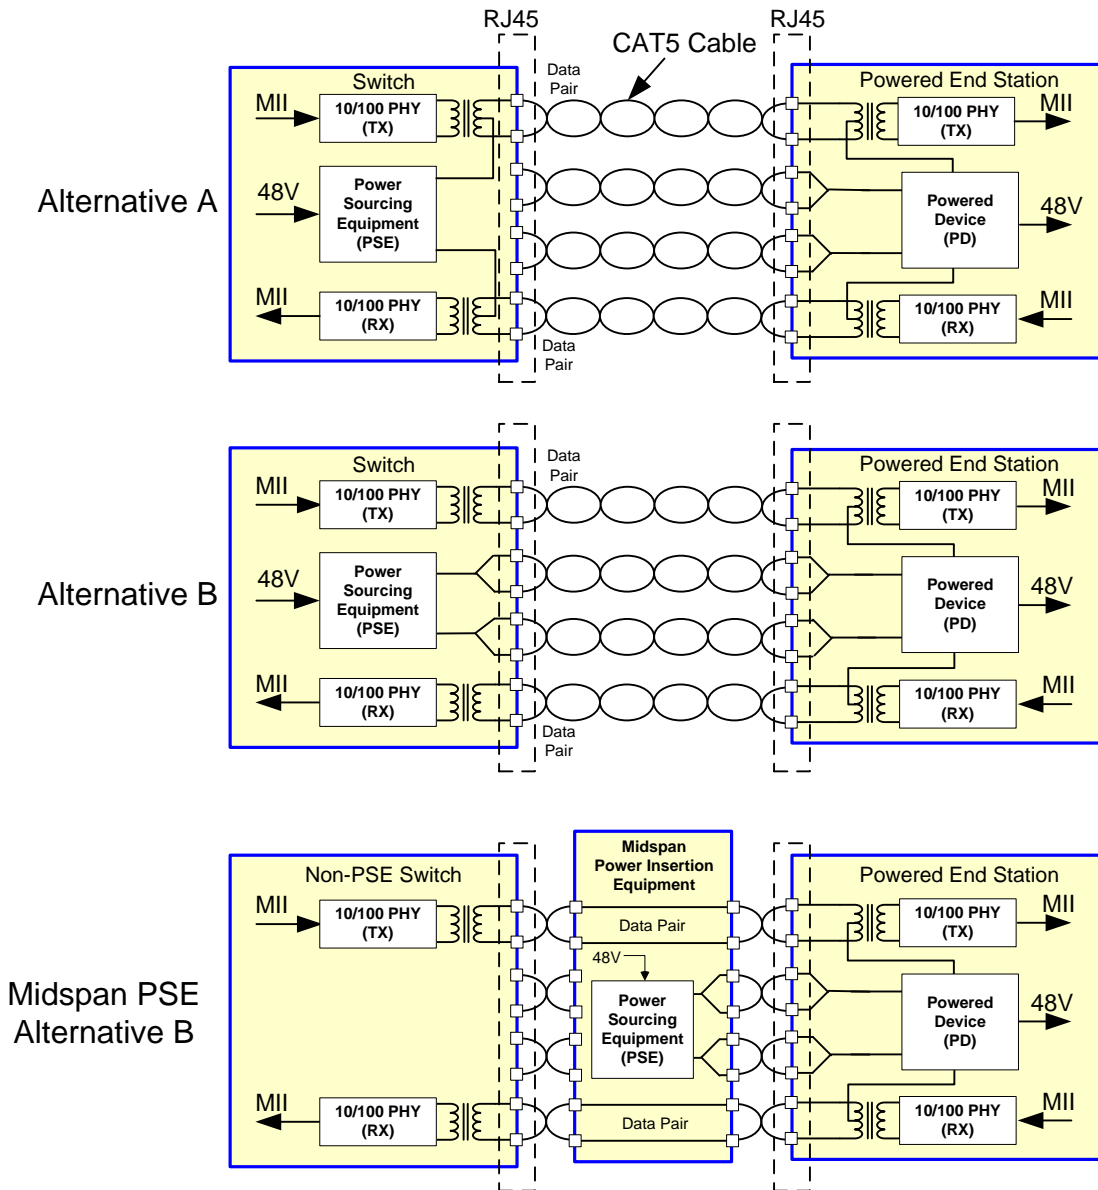 RJ45
RJ45
CAT5 Cable
Data
Pair
Switch
Powered End Station
MII
10/100 PHY
(TX)
10/100 PHY
(TX)
MII
Alternative A
48V
Power
Sourcing
Equipment
(PSE)
Powered
Device
(PD)
48V
MII
10/100 PHY
(RX)
10/100 PHY
(RX)
MII
Data
Pair
Data
Pair
Switch
Powered End Station
MII
10/100 PHY
(TX)
10/100 PHY
(TX)
MII
Alternative B
48V
Power
Sourcing
Equipment
(PSE)
Powered
Device
(PD)
48V
MII
10/100 PHY
(RX)
10/100 PHY
(RX)
MII
Data
Pair
Midspan
Power Insertion
Equipment
Non-PSE Switch
Powered End Station
MII
10/100 PHY
(TX)
Data Pair
10/100 PHY
(TX)
MII
Midspan PSE
Alternative B
48V
Power
Sourcing
Equipment
(PSE)
Powered
Device
(PD)
48V
MII
10/100 PHY
(RX)
Data Pair
10/100 PHY
(RX)
MII